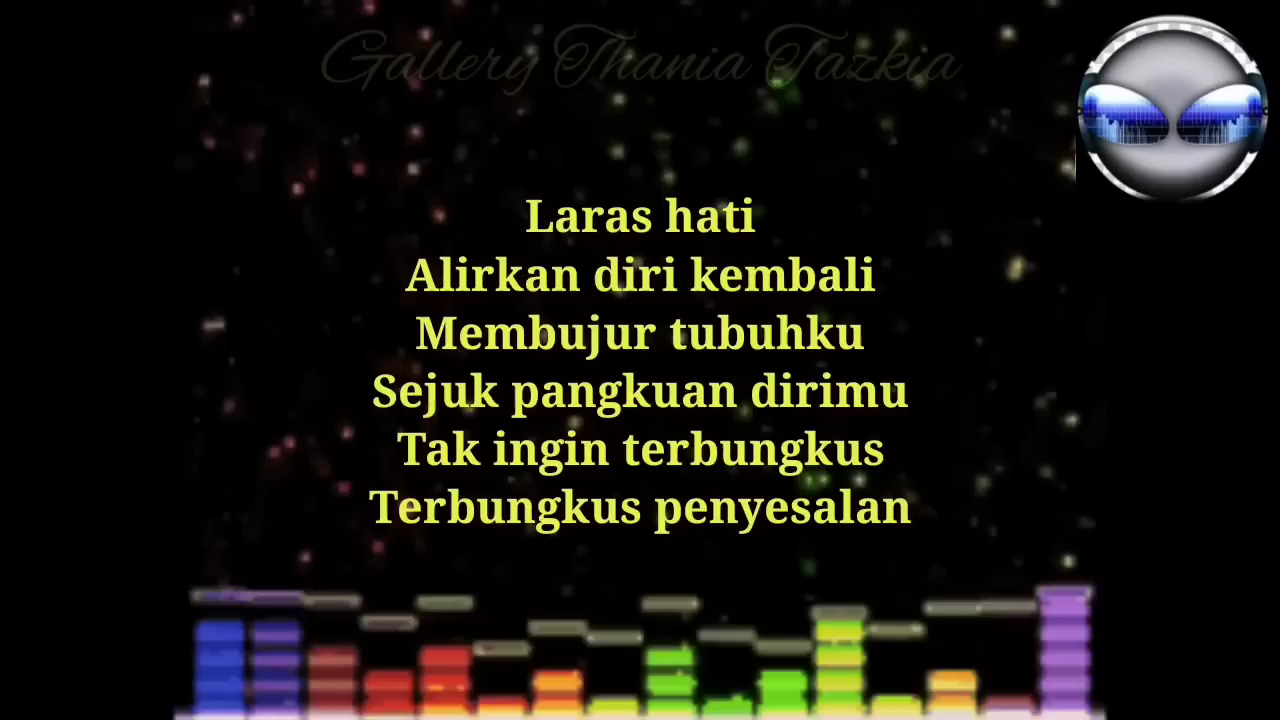 Gallery Thania Tazkia
Laras hati
Alirkan diri kembali
Membujur tubuhku
Sejuk pangkuan dirimu
Tak ingin terbungkus
Terbungkus penyesalan